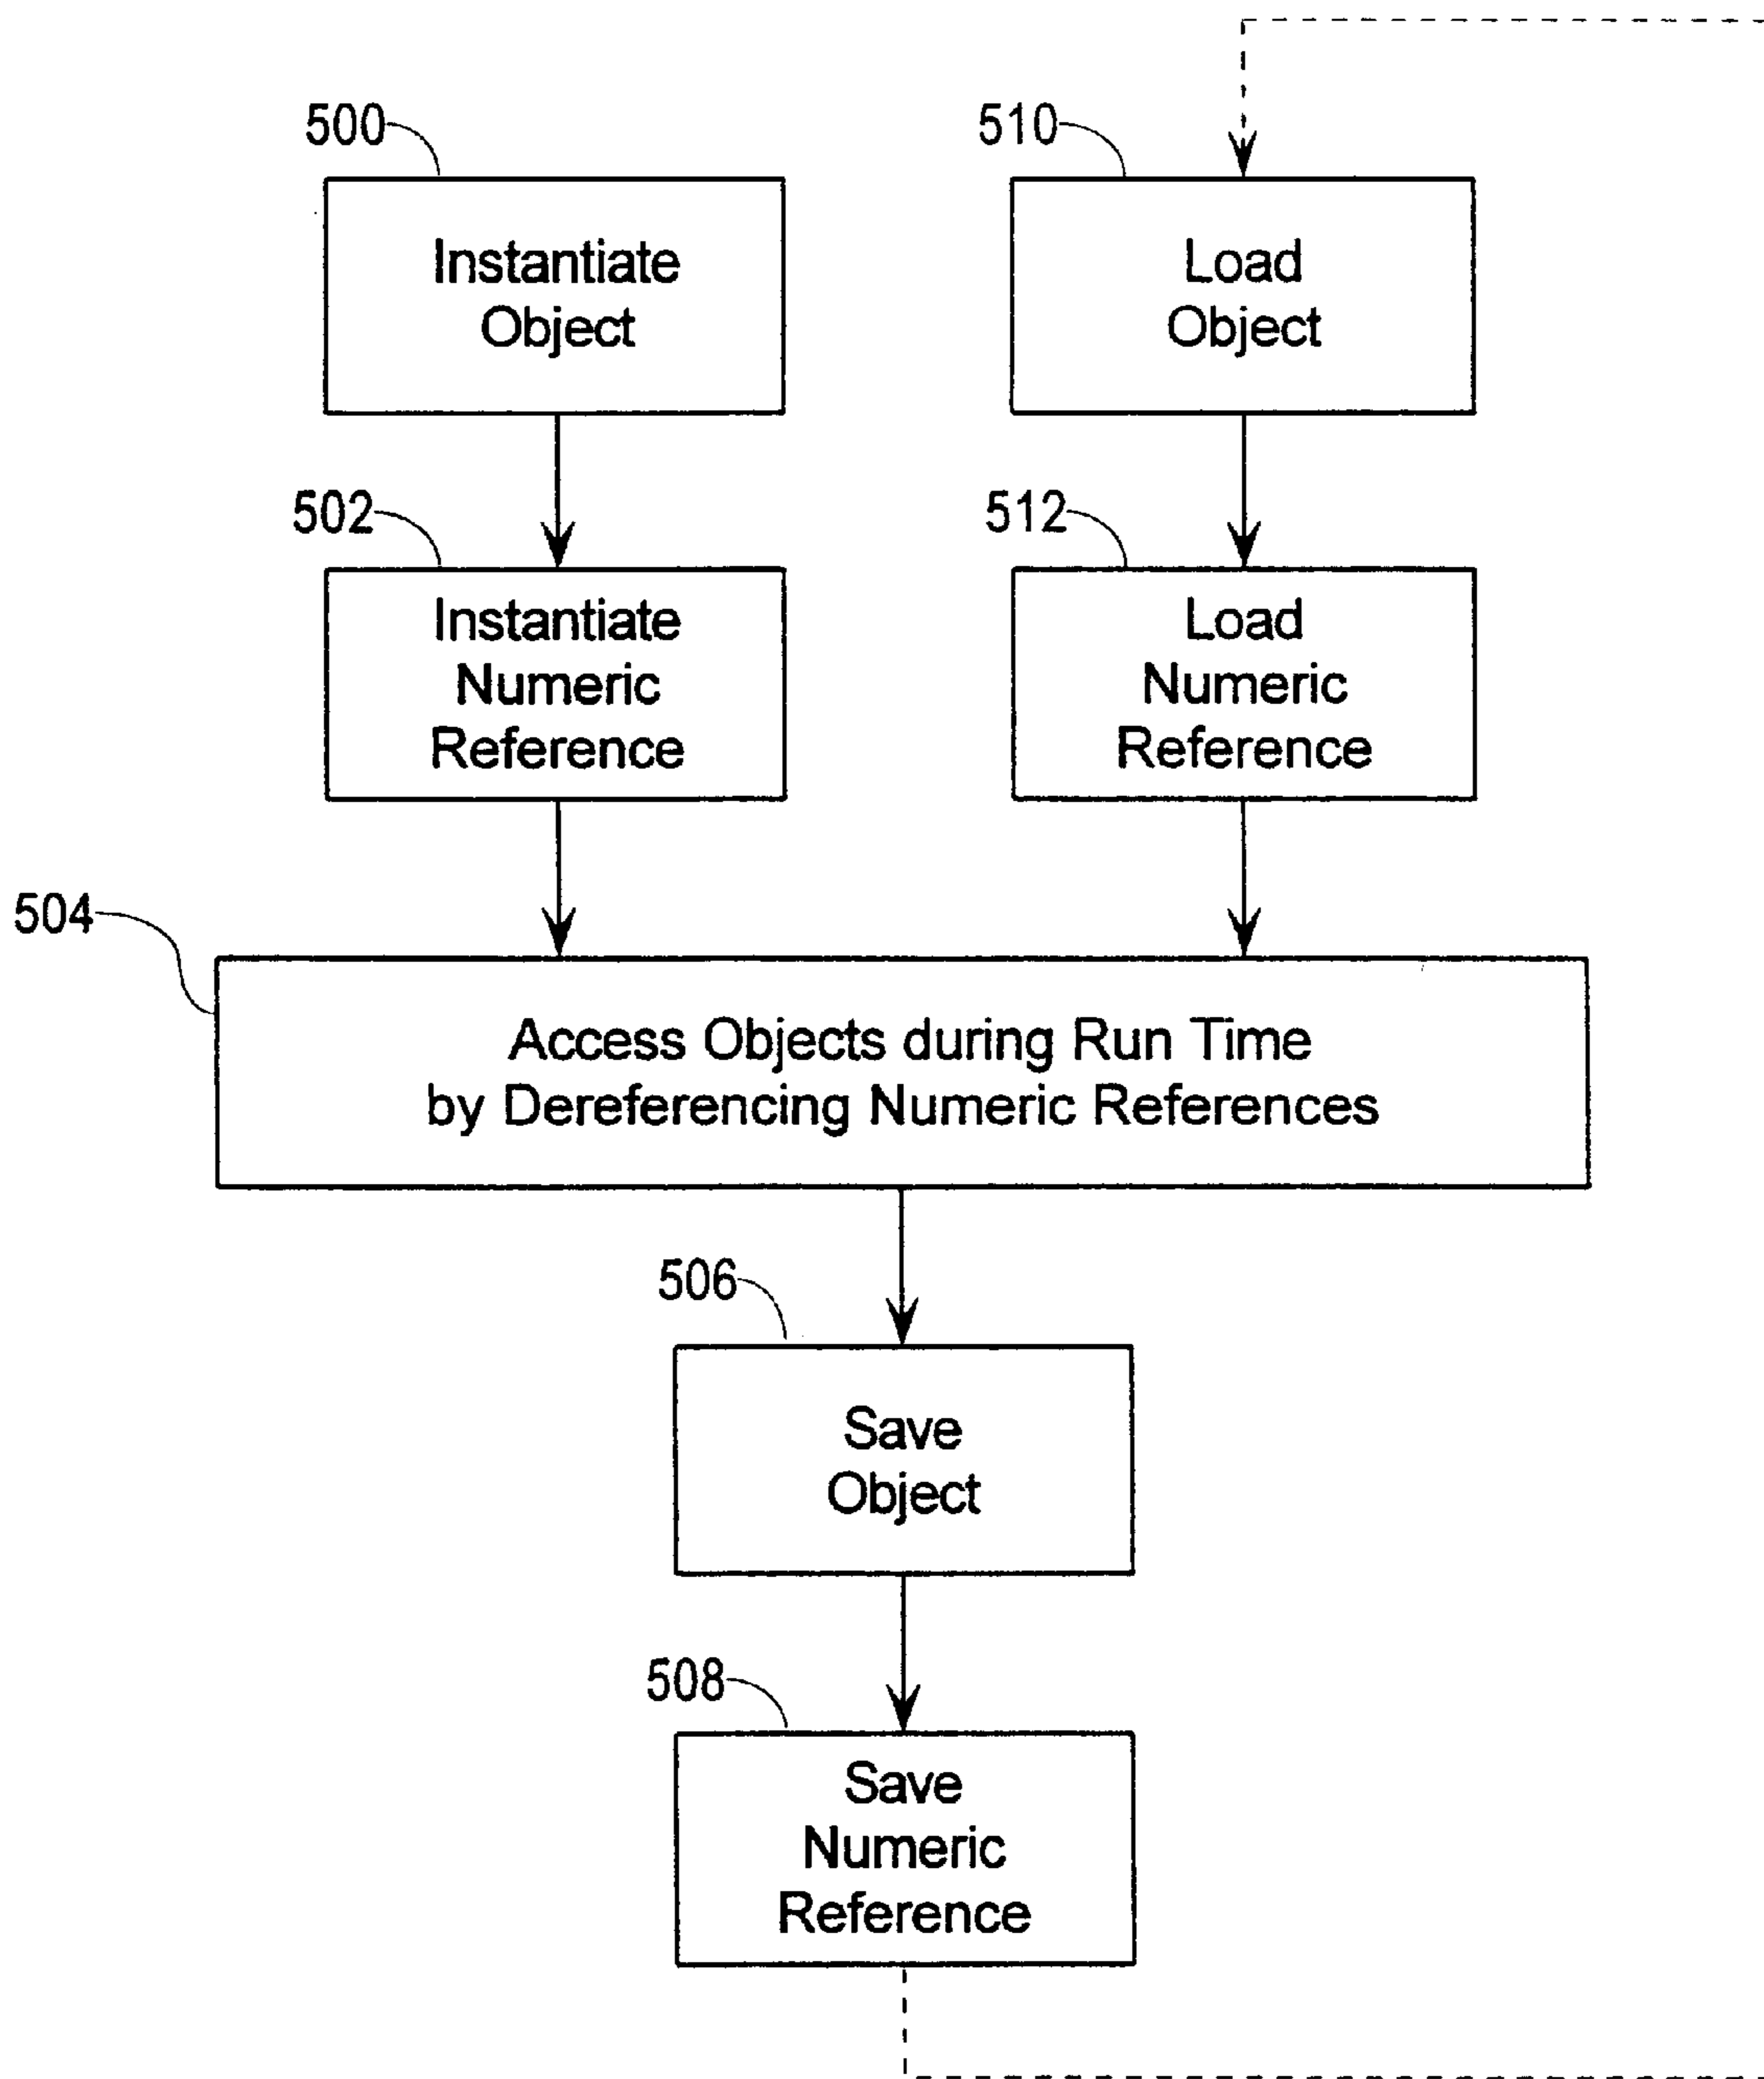 500
510
Instantiate
Object
Load
Object
502
512
Instantiate
Numeric
Reference
Load
Numeric
Reference
504
Access Objects during Run Time
by Dereferencing Numeric References
506
Save
Object
508
Save
Numeric
Reference